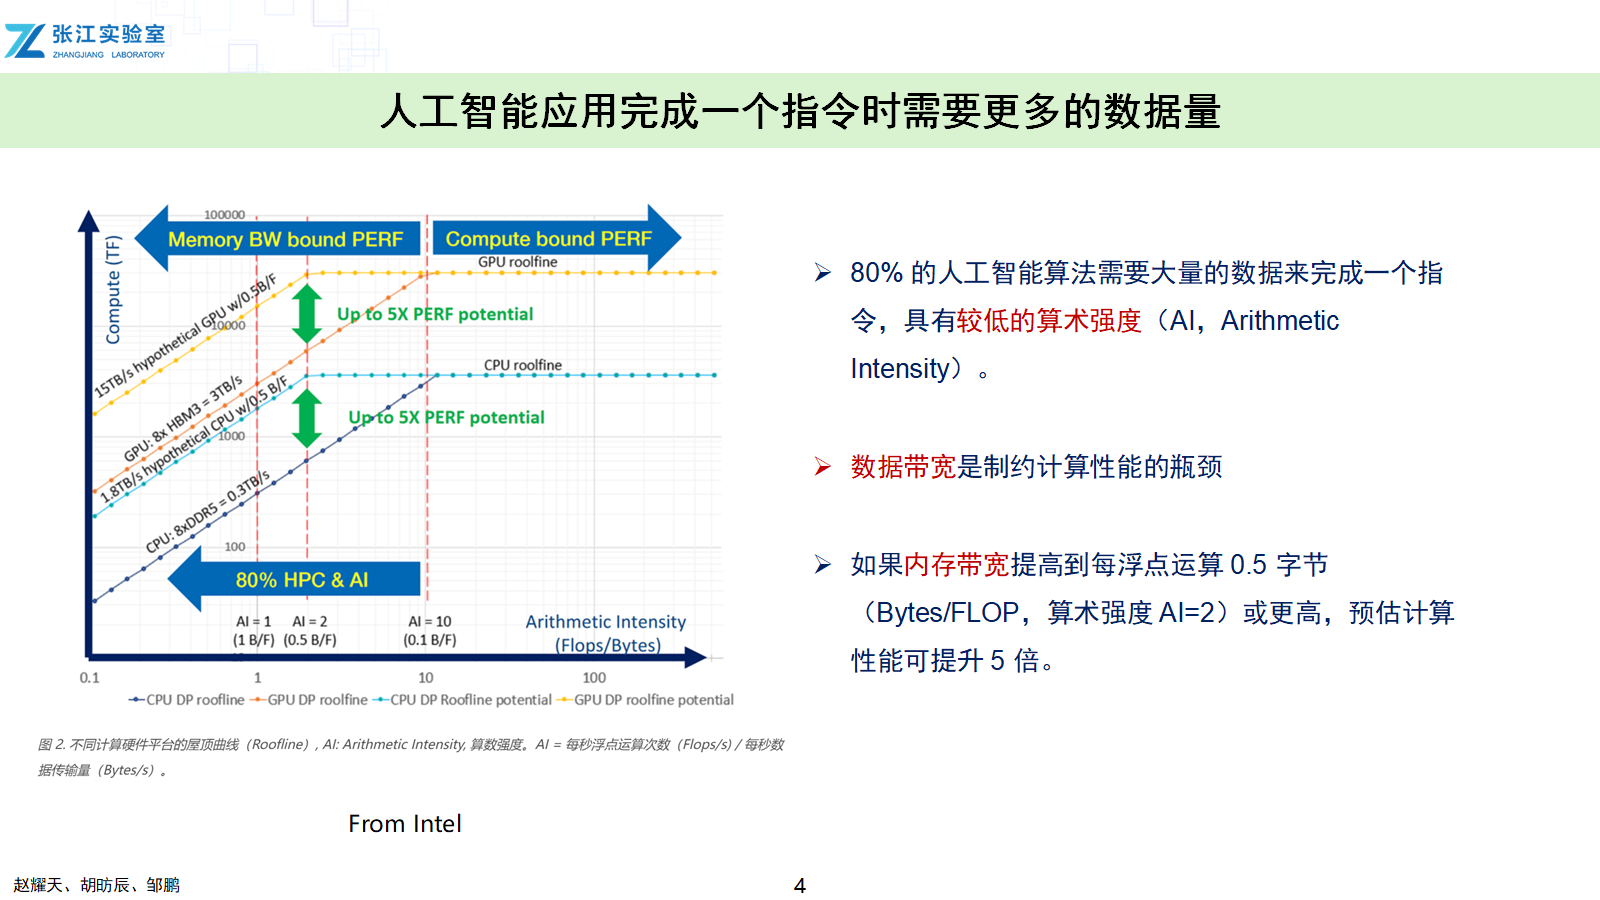 张江实验室
ZHANGJIANG LABORATORY
人工智能应用完成一个指令时需要更多的数据量
100000
Memory BW bound PERF
Compute bound PERF
GPU roolfine
Compute (TF)
15TB/s hypothetical GPU w/0.5B/F
10000
Up to 5X PERF potential
GPU: 8x HBM3 = 3TB/s
CPU roolfine
1.8TB/s hypothetical CPU w/0.5 B/F
Up to 5X PERF potential
1000
CPU: 8xDDR5 = 0.3TB/s
100
80% HPC & AI
AI = 1
(1 B/F)
AI = 2
(0.5 B/F)
AI = 10
(0.1 B/F)
Arithmetic Intensity
(Flops/Bytes)
0.1 1 10 100
CPU DP roofline GPU DP roolfine CPU DP Roofline potential GPU DP roolfine potential
图 2. 不同计算硬件平台的屋顶曲线（Roofline）, AI: Arithmetic Intensity, 算数强度。AI = 每秒浮点运算次数（Flops/s) / 每秒数
据传输量（Bytes/s）。
From Intel
80% 的人工智能算法需要大量的数据来完成一个指
令，具有较低的算术强度（AI，Arithmetic
Intensity）。
数据带宽是制约计算性能的瓶颈
如果内存带宽提高到每浮点运算 0.5 字节
（Bytes/FLOP，算术强度 AI=2）或更高，预估计算
性能可提升 5 倍。
赵耀天、胡昉辰、邹鹏
4